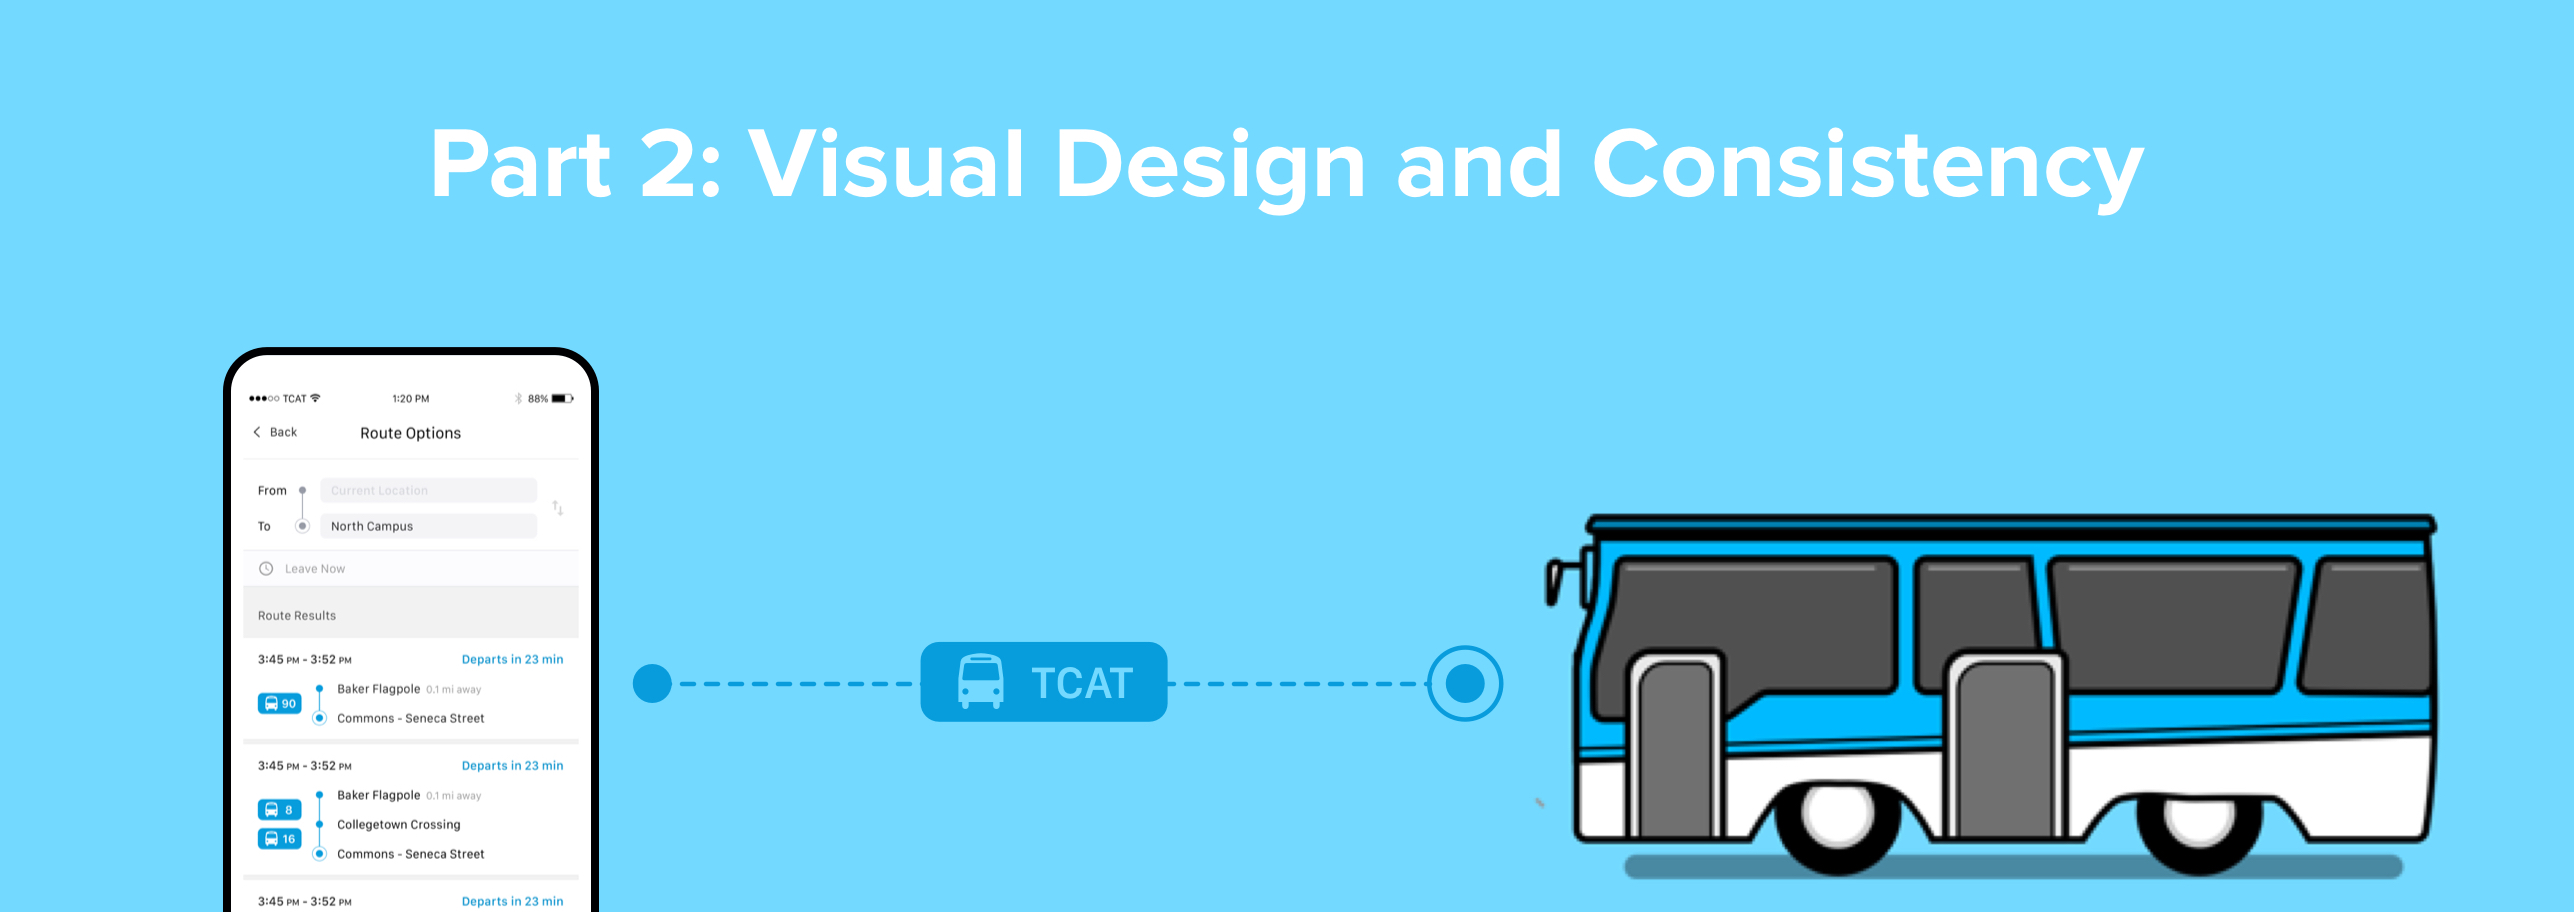 Part 2: Visual Design and Consistency
TCAT 1:20 PM 88%
Back Route Options
From Current Location
To North Campus
Leave Now
Route Results
3:45 PM - 3:52 PM Departs in 23 min
Baker Flagpole 0.1 mi away
90
Commons - Seneca Street
3:45 PM - 3:52 PM Departs in 23 min
Baker Flagpole 0.1 mi away
8
Collegetown Crossing
16
Commons - Seneca Street
3:45 PM - 3:52 PM Departs in 23 min
TCAT